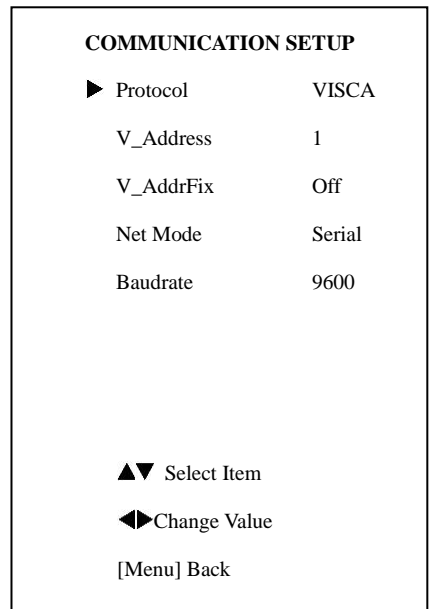 COMMUNICATION SETUP
▶ Protocol VISCA
V_Address 1
V_AddrFix Off
Net Mode Serial
Baudrate 9600
▲▼ Select Item
◀▶Change Value
[Menu] Back